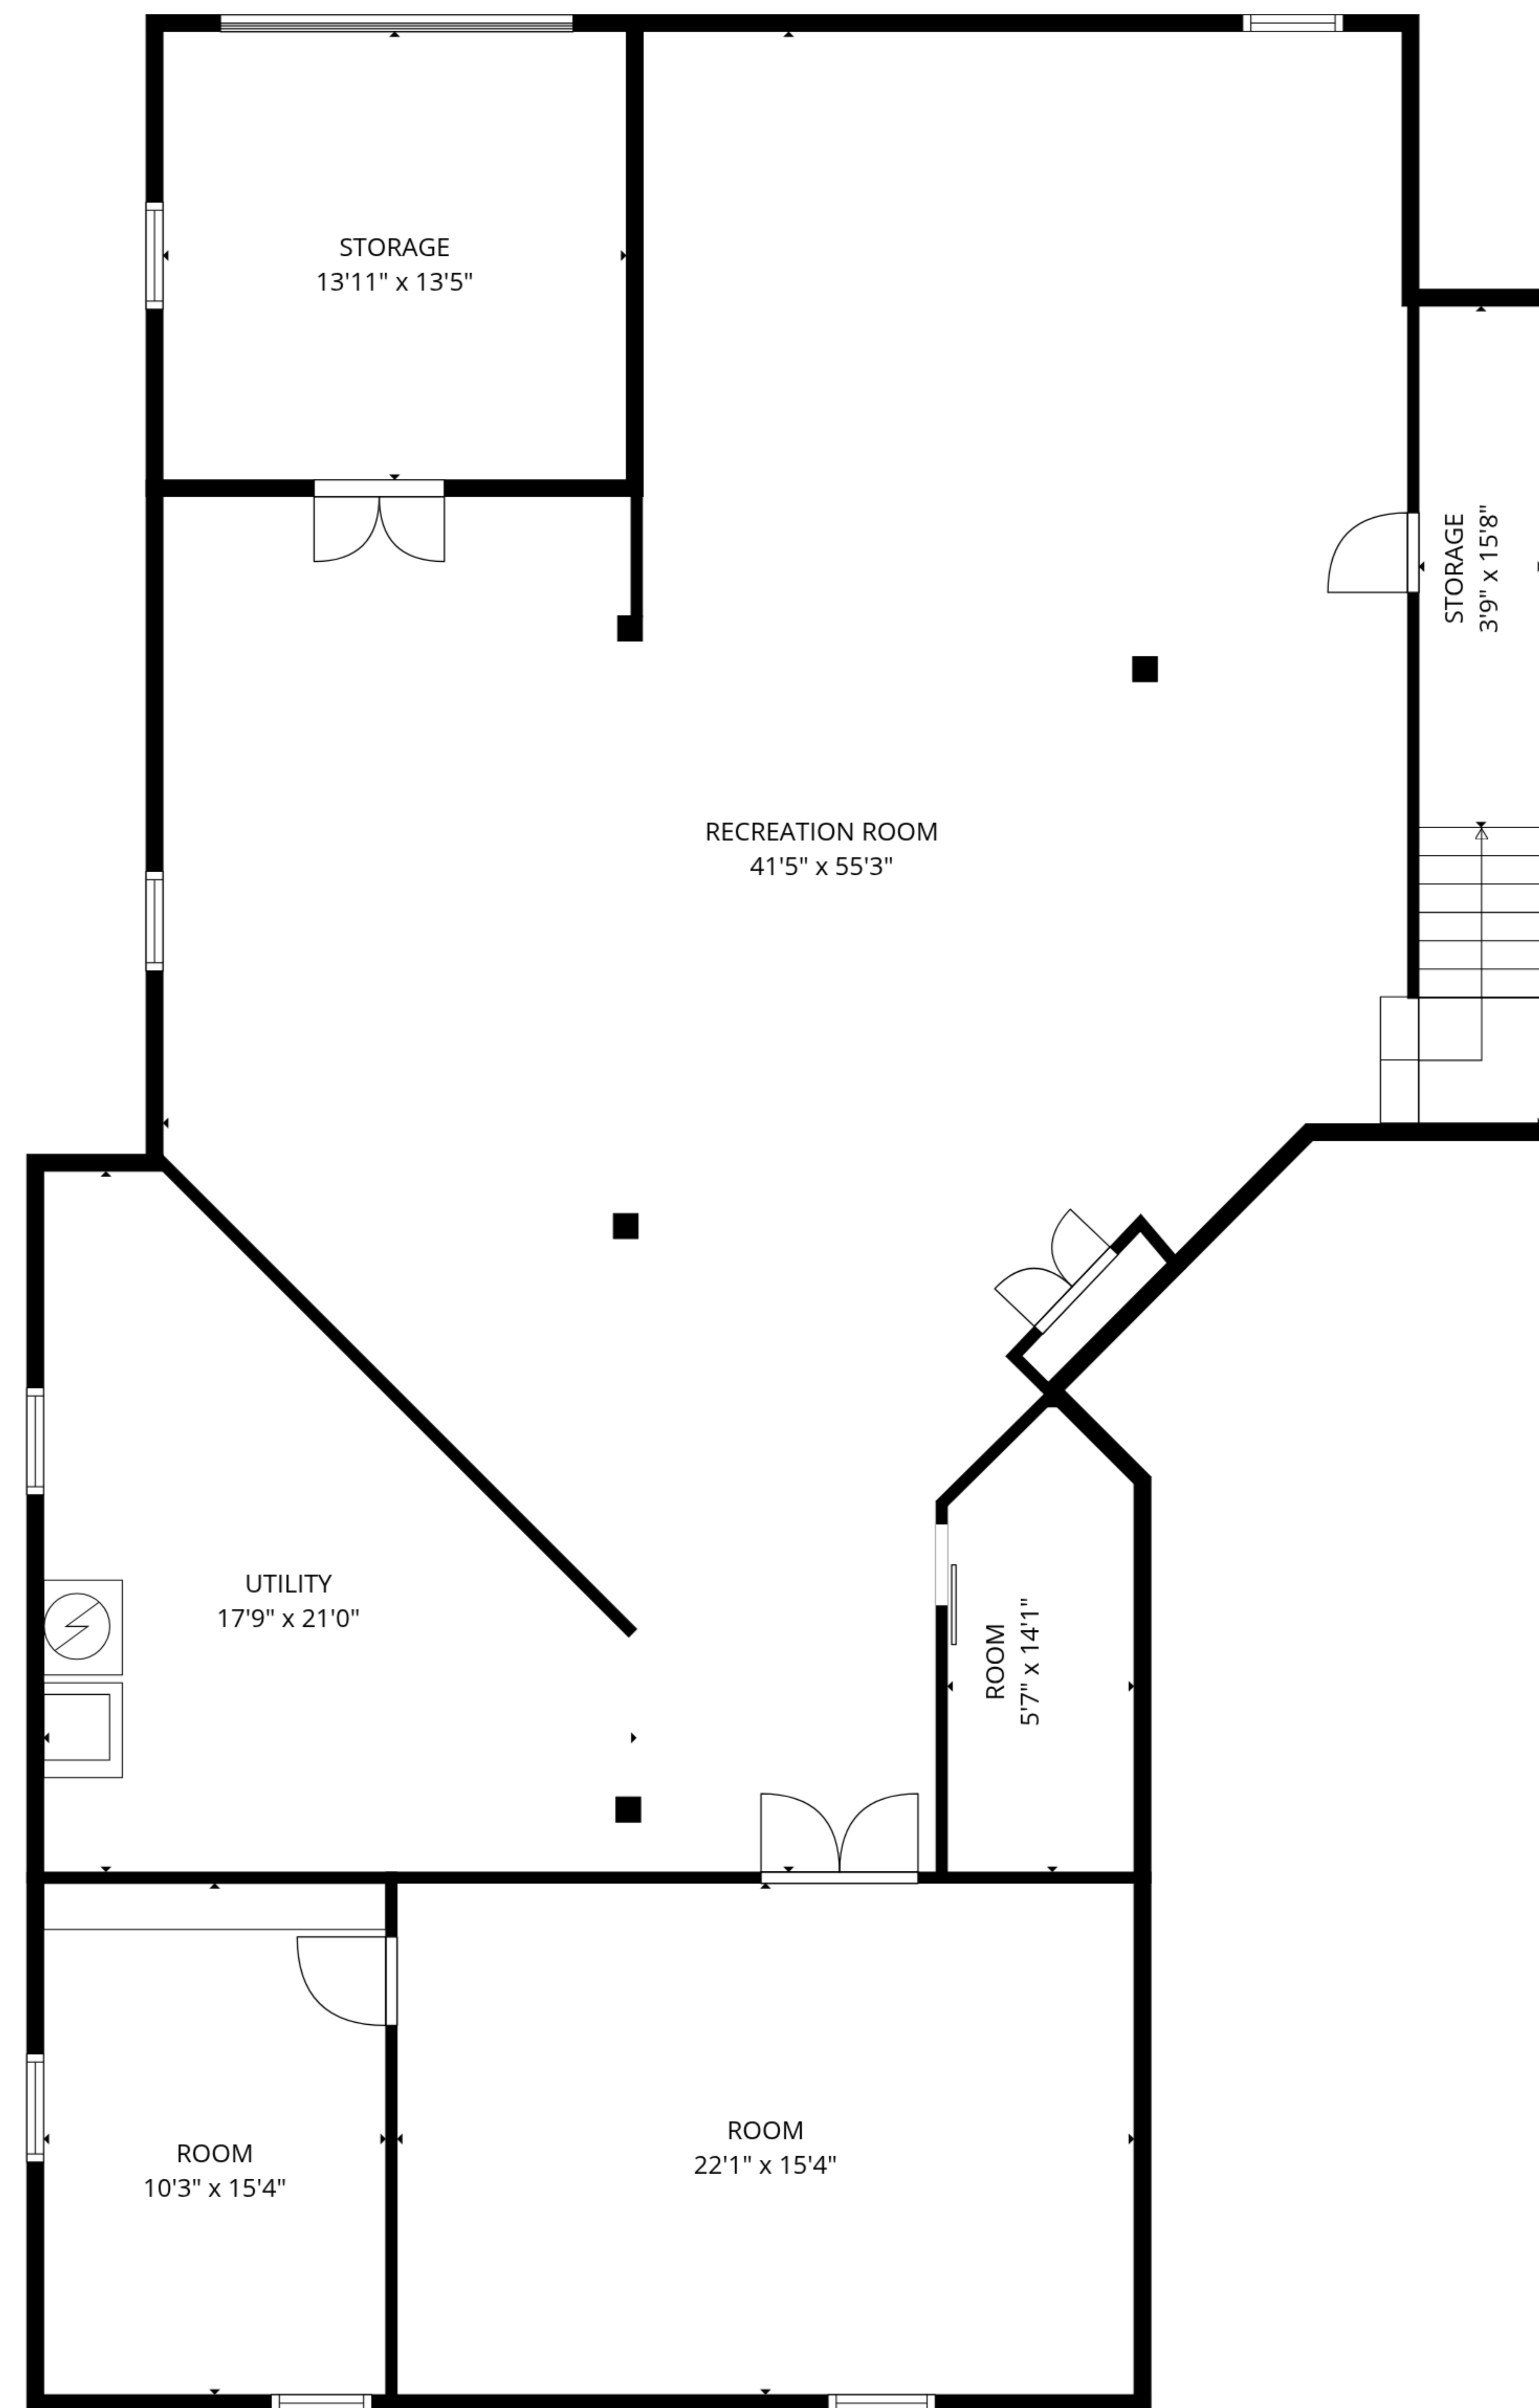 STORAGE
13'11" x 13'5"
STORAGE
3'9" x 15'8"
RECREATION ROOM
41'5" x 55'3"
UTILITY
17'9" x 21'0"
ROOM
5'7" x 14'1"
ROOM
22'1" x 15'4"
ROOM
10'3" x 15'4"